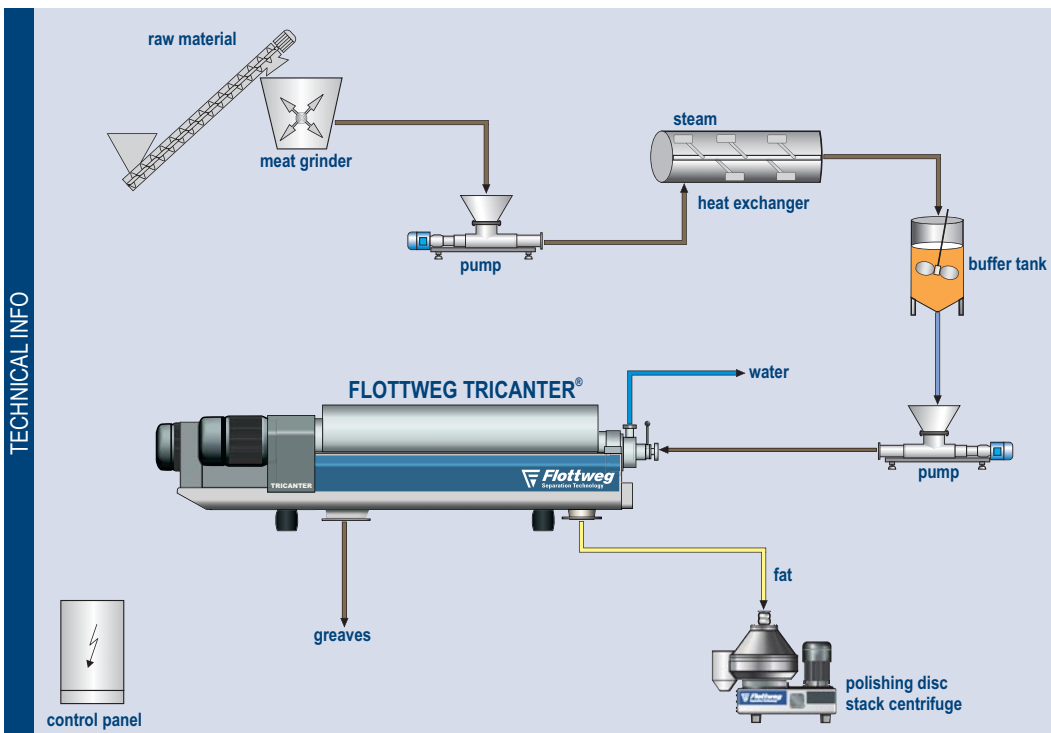 TECHNICAL INFO
raw material
meat grinder
steam
heat exchanger
pump
buffer tank
FLOTTWEG TRICANTER®
water
pump
TRICANTER
Flottweg
Separation Technology
fat
greaves
control panel
Flottweg
polishing disc
stack centrifuge